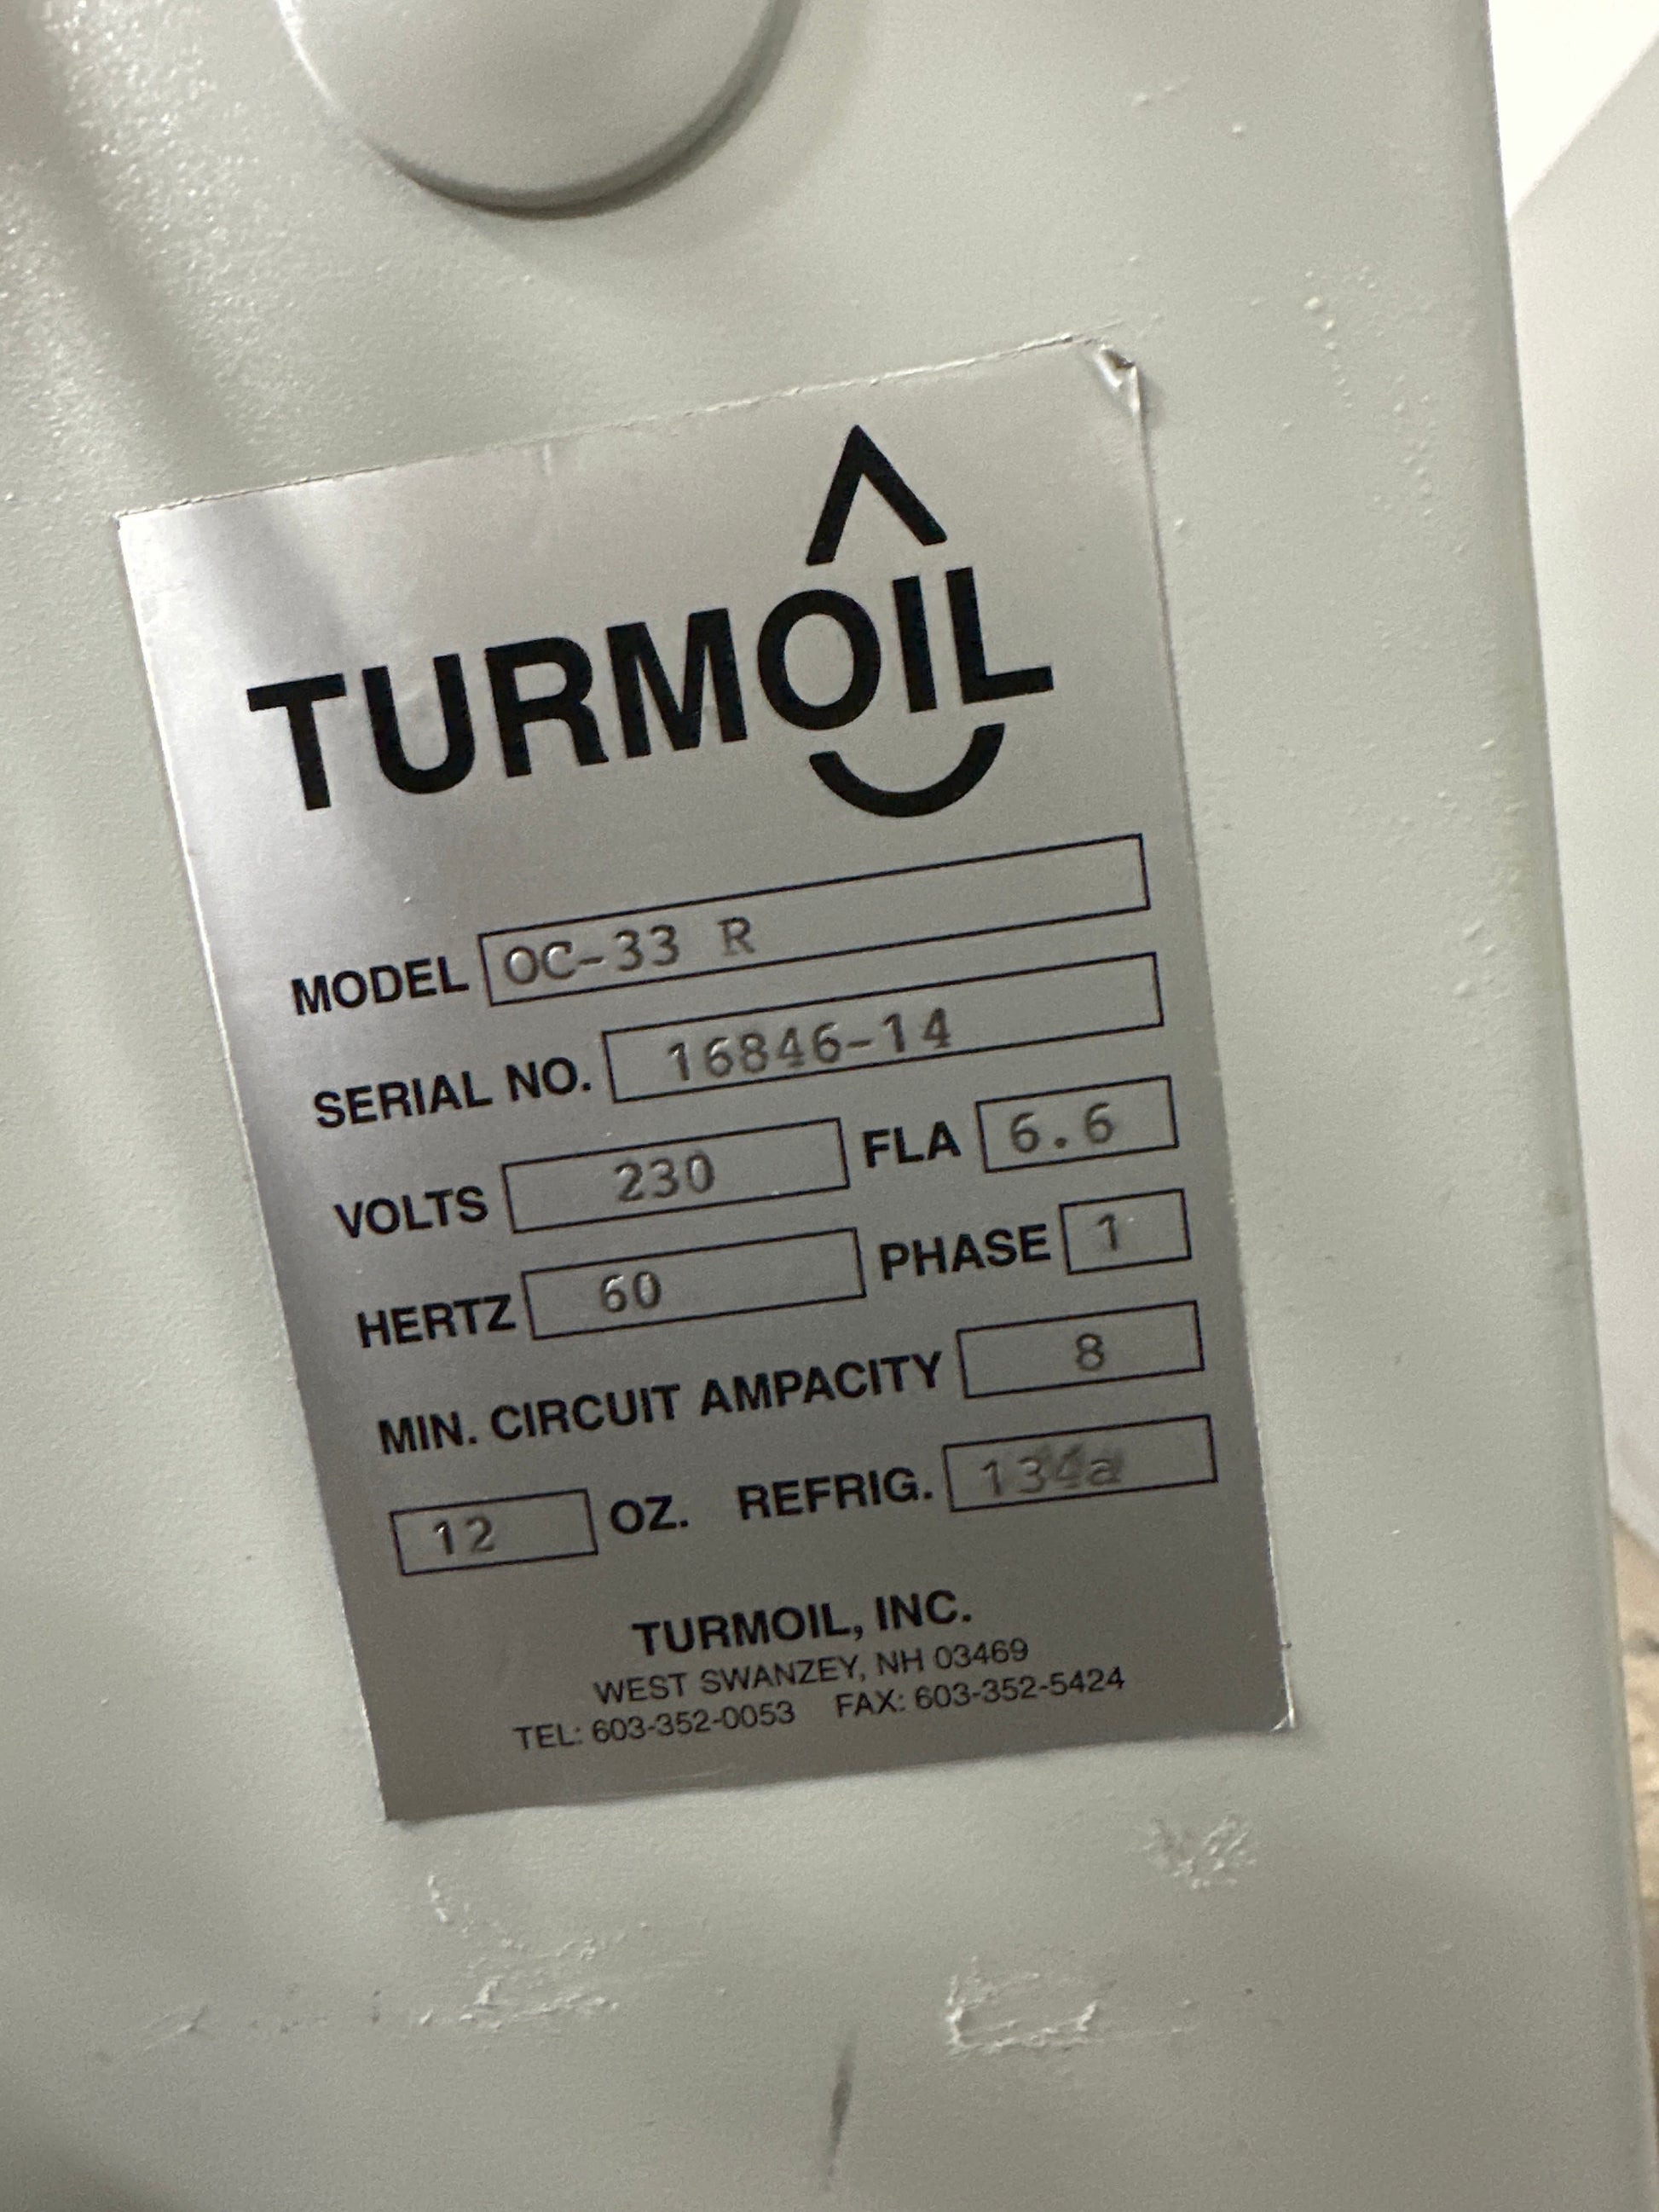 TURMOIL
MODEL OC-33 R
SERIAL NO. 16846-14
VOLTS 230 FLA 6.6
HERTZ 60 PHASE 1
MIN. CIRCUIT AMPACITY 8
12 OZ. REFRIG. 134a
TURMOIL, INC.
WEST SWANZEY, NH 03469
TEL: 603-352-0053 FAX: 603-352-5424